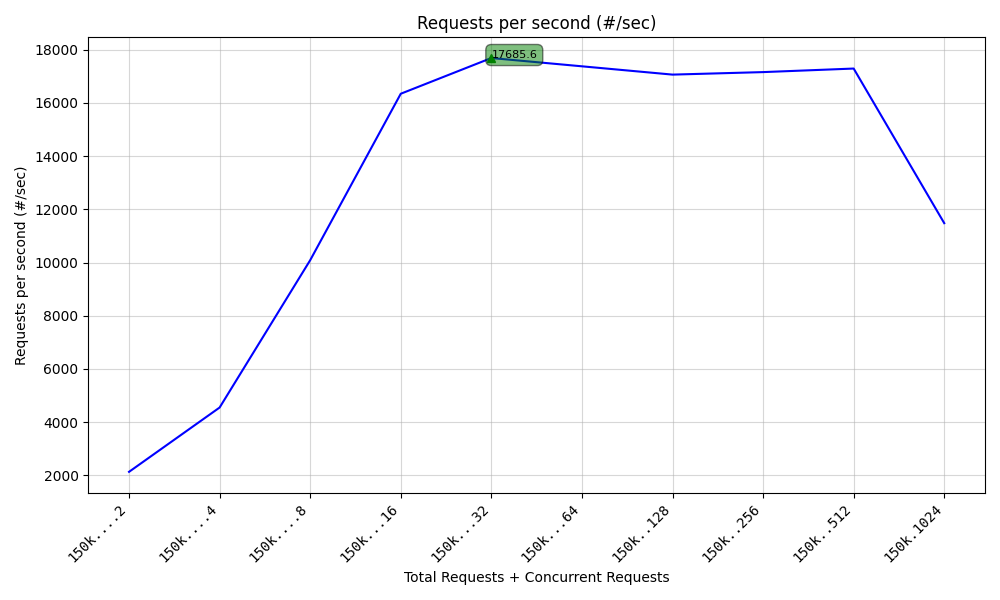 Requests per second (#/sec)
17685.6
18000
16000
14000
12000
10000
8000
6000
4000
2000
Requests per second (#/sec)
150k....2
150k....4
150k....8
150k...16
150k...32
150k...64
150k..128
150k..256
150k..512
150k.1024
Total Requests + Concurrent Requests